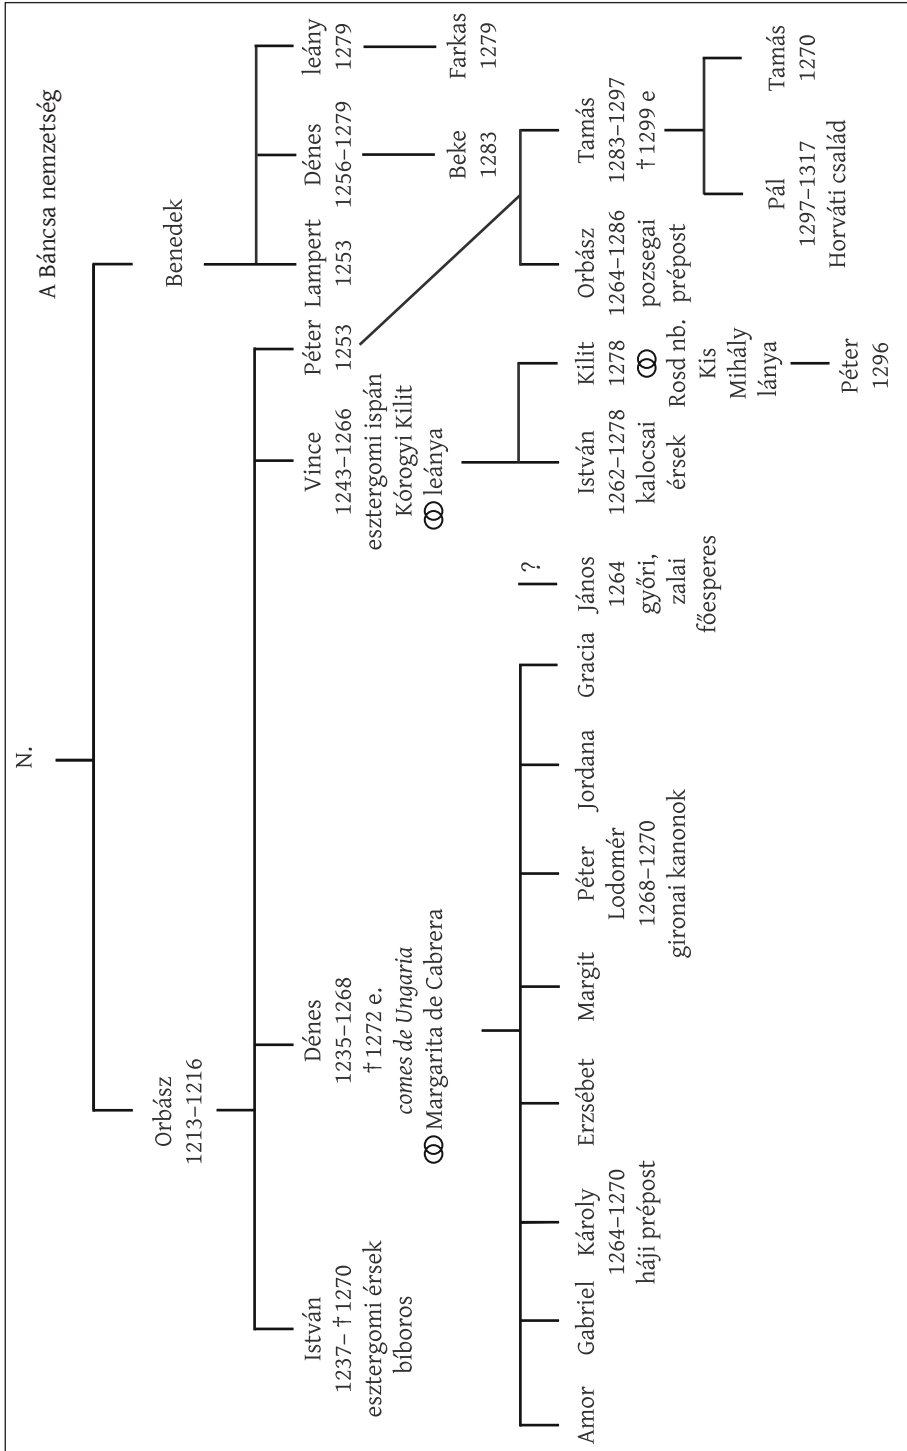 A Báncsa nemzetség
N.
Orbász
1213–1216
Benedek
István
1237– †1270
esztergomi érsek
bíboros
Dénes
1235–1268
†1272 e.
comes de Ungaria
Margarita de Cabrera
Vince
1243–1266
esztergomi ispán
Kórogyi Kilit
leánya
Péter
1253
Lampert
1253
Dénes
1256–1279
leány
1279
Beke
1283
Farkas
1279
Amor
Gabriel
Károly
1264–1270
háji prépost
Erzsébet
Margit
Péter
Lodomér
1268–1270
gironai kanonok
Jordana
Gracia
?
János
1264
győri,
zalai
főesperes
István
1262–1278
kalocsai
érsek
Kilit
1278
Rosd nb.
Kis
Mihály
lánya
Péter
1296
Orbász
1264–1286
pozsegai
prépost
Tamás
1283–1297
†1299 e
Pál
1297–1317
Horváti család
Tamás
1270